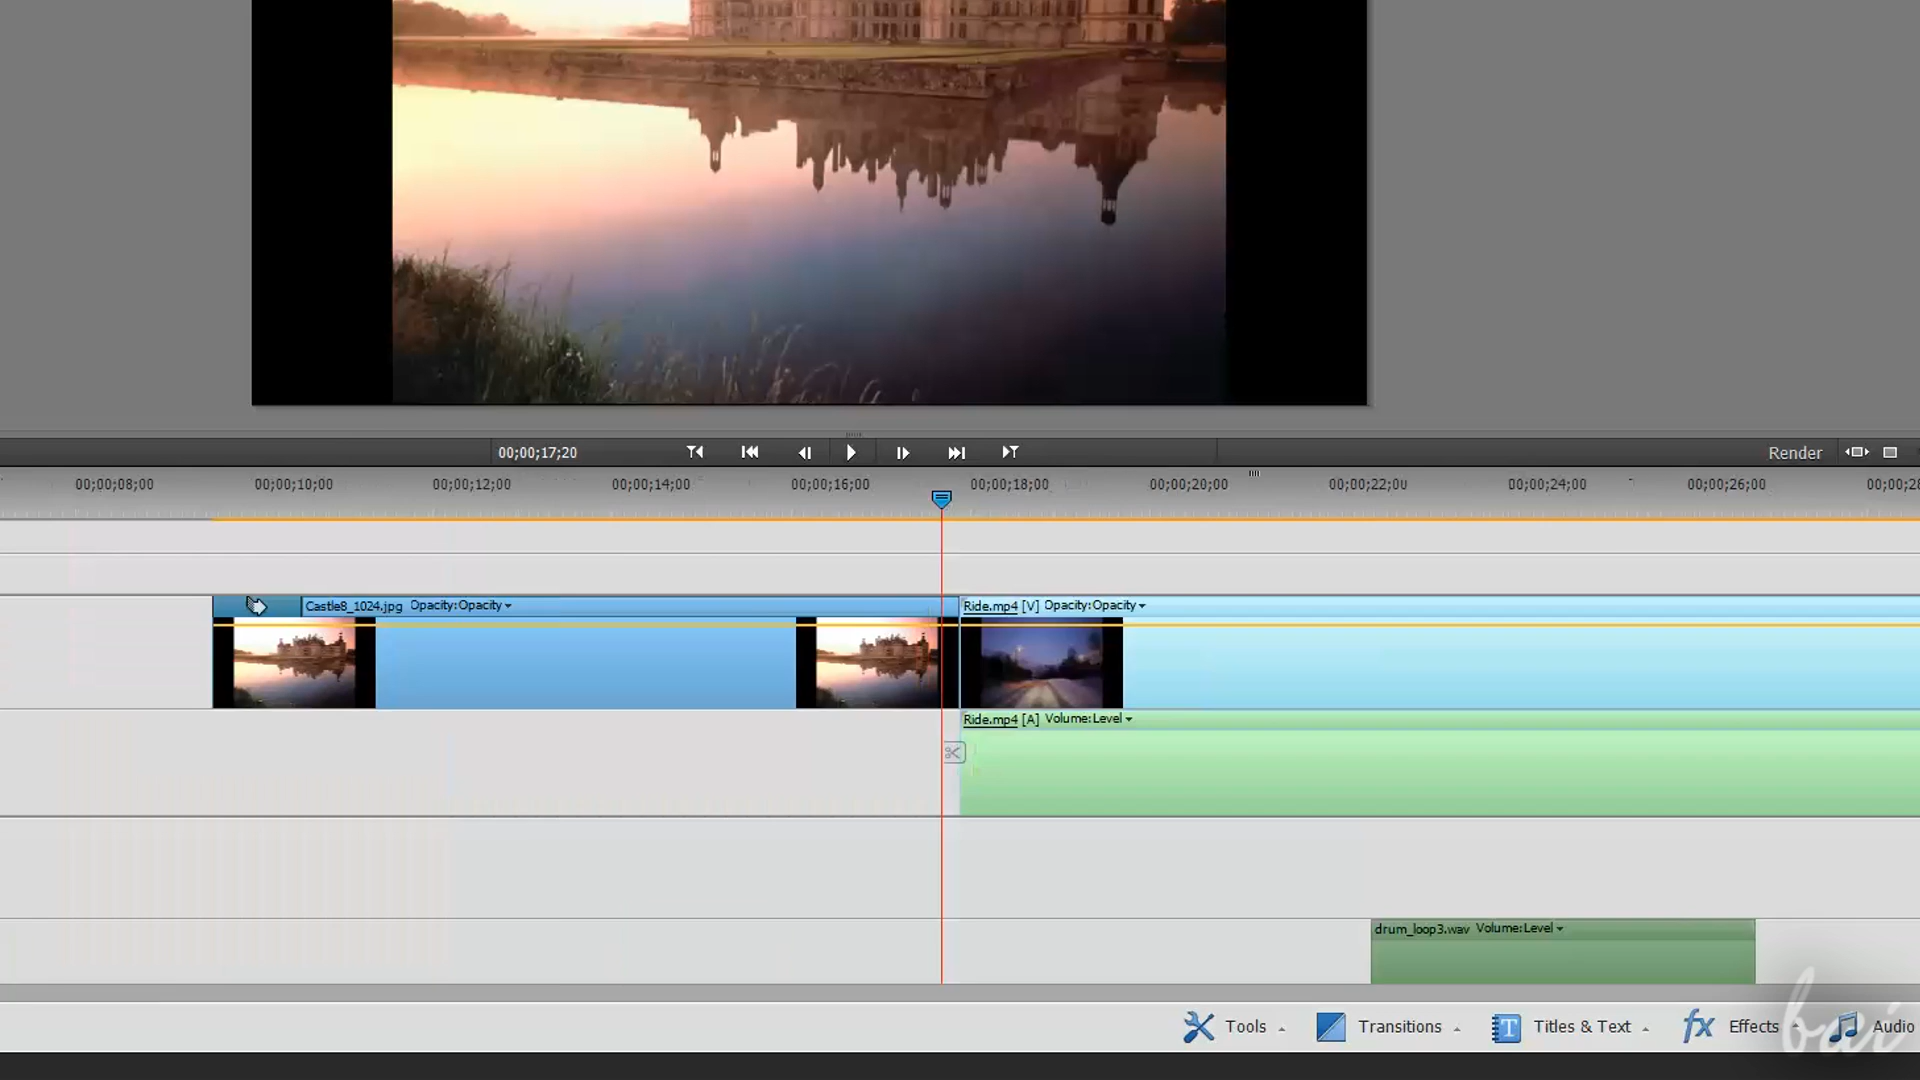 00;00;17;20
Render
00;00;08;00 00;00;10;00 00;00;12;00 00;00;14;00 00;00;16;00 00;00;18;00 00;00;20;00 00;00;22;00 00;00;24;00 00;00;26;00
Castle8_1024.jpg Opacity:Opacity Ride.mp4 [V] Opacity:Opacity
Ride.mp4 [A] Volume:Level
drum_loop3.wav Volume:Level
Tools Transitions T Titles & Text fx Effects Audio
bai